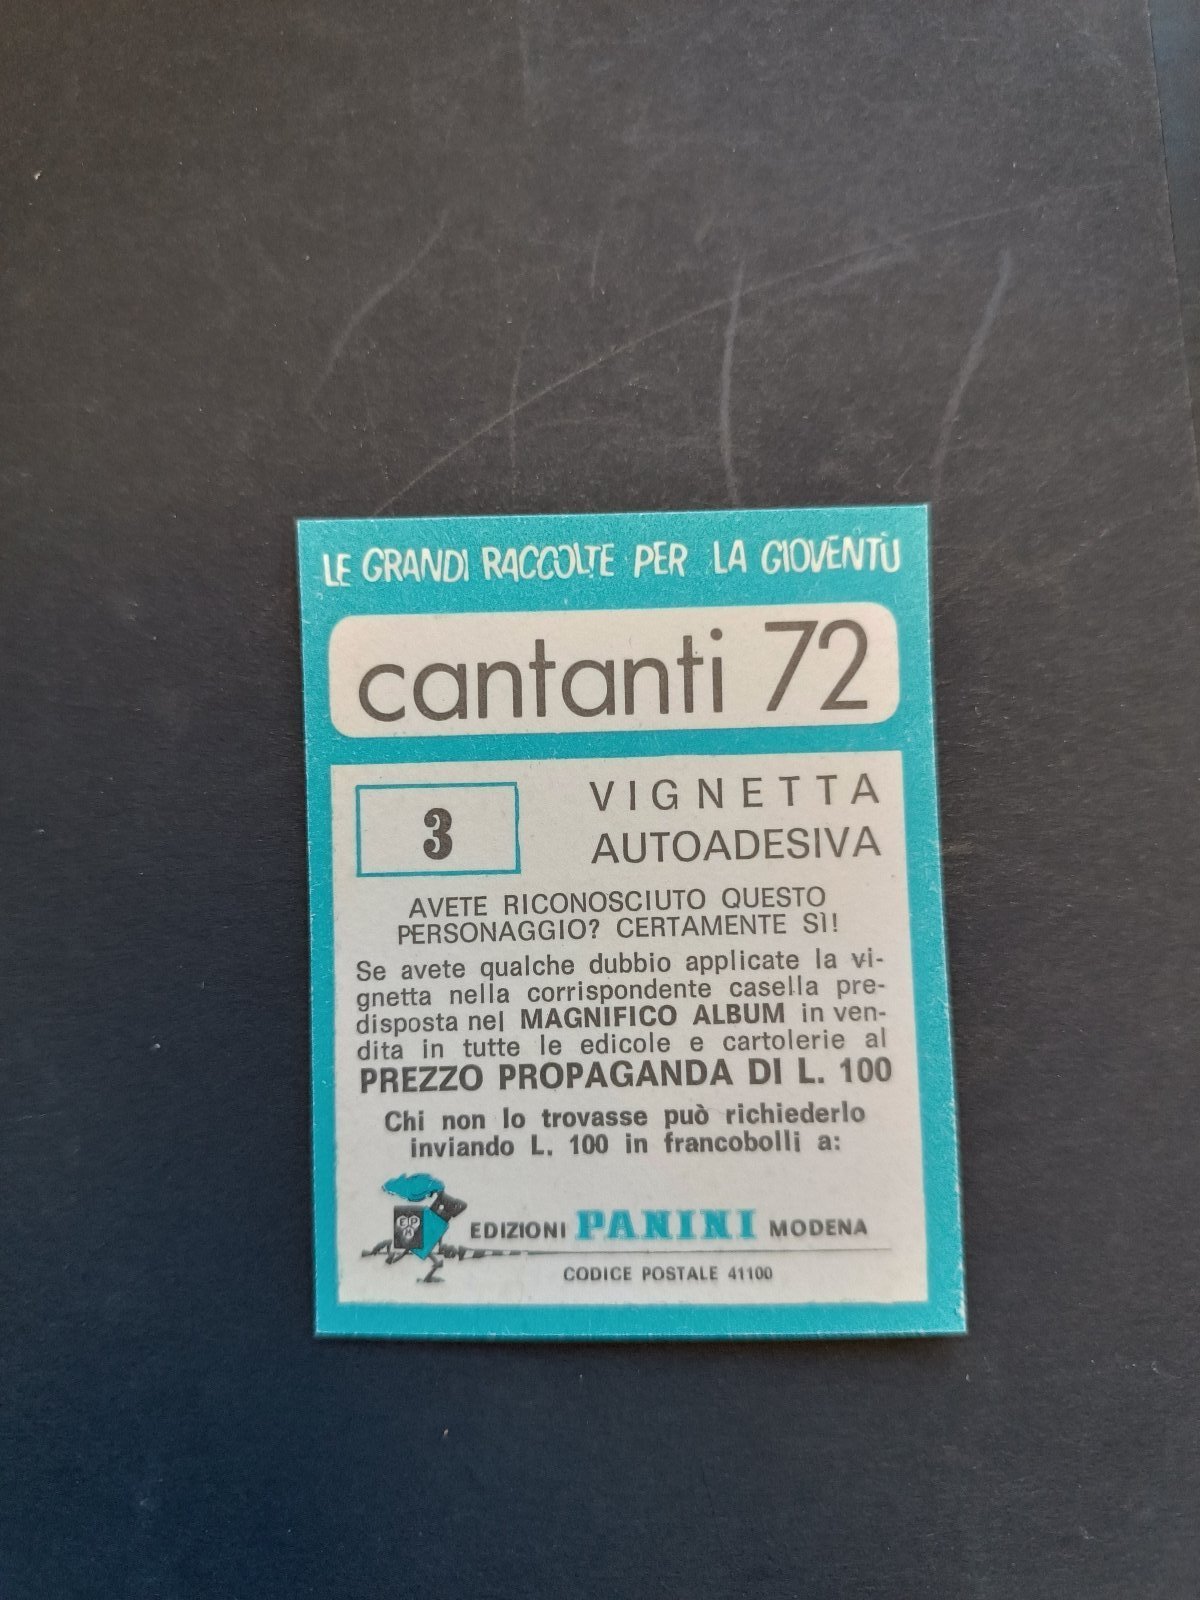 LE GRANDI RACCOLTE PER LA GIOVENTÙ
cantanti 72
3
VIGNETTA
AUTOADESIVA
AVETE RICONOSCIUTO QUESTO
PERSONAGGIO? CERTAMENTE SÌ!
Se avete qualche dubbio applicate la vi-
gnetta nella corrispondente casella pre-
disposta nel MAGNIFICO ALBUM in ven-
dita in tutte le edicole e cartolerie al
PREZZO PROPAGANDA DI L. 100
Chi non lo trovasse può richiederlo
inviando L. 100 in francobolli a:
EPM
EDIZIONI PANINI MODENA
CODICE POSTALE 41100